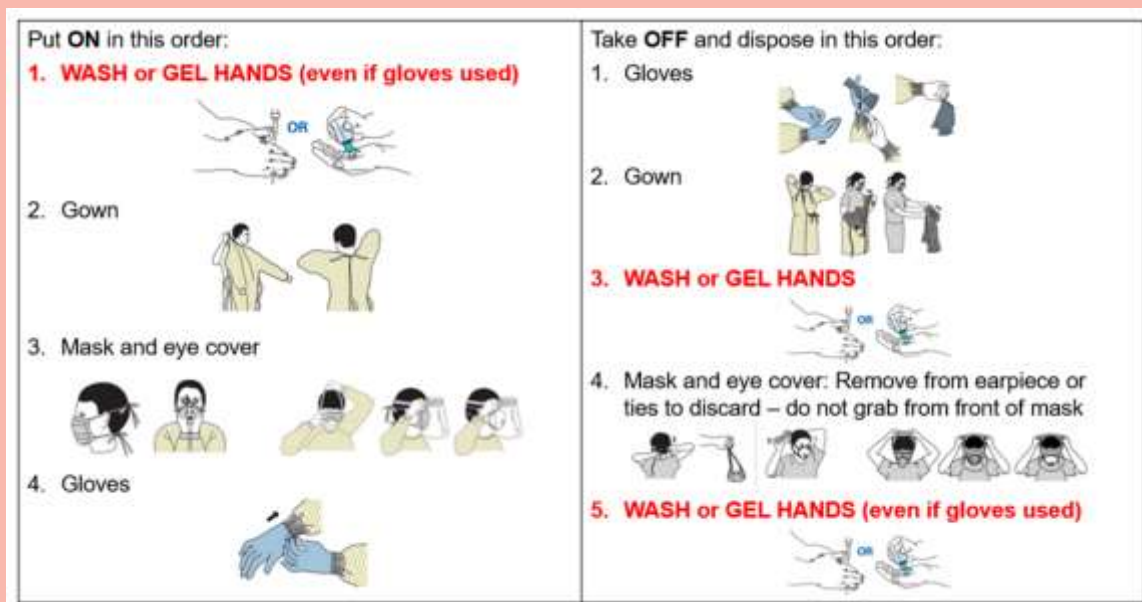 Put ON in this order:
1. WASH or GEL HANDS (even if gloves used)
OR
2. Gown
3. Mask and eye cover
4. Gloves
Take OFF and dispose in this order:
1. Gloves
2. Gown
3. WASH or GEL HANDS
OR
4. Mask and eye cover: Remove from earpiece or
ties to discard – do not grab from front of mask
5. WASH or GEL HANDS (even if gloves used)
OR